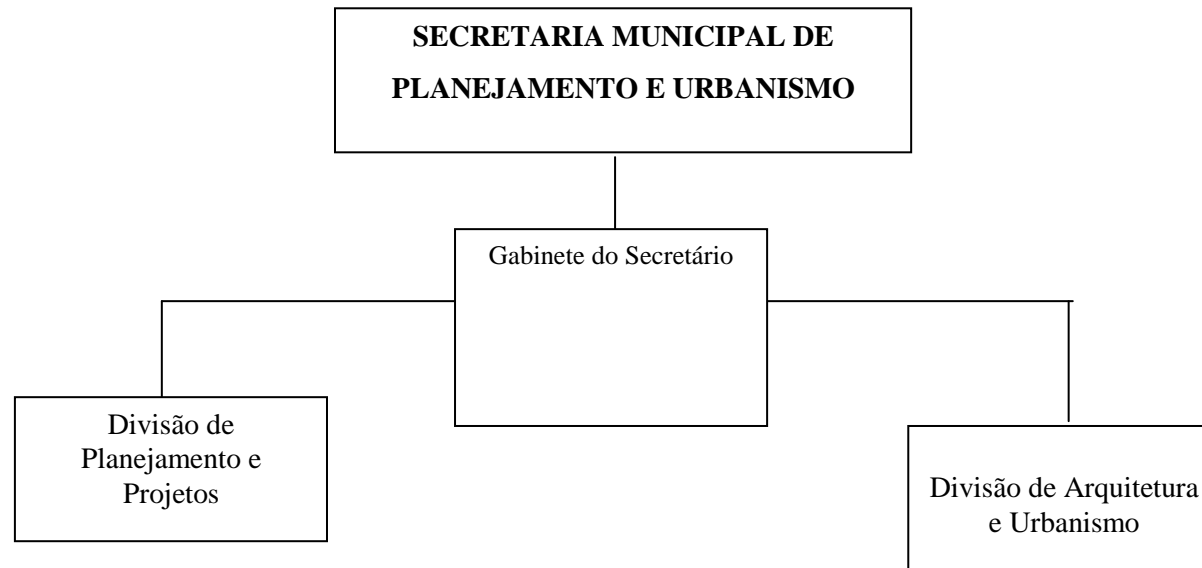 SECRETARIA MUNICIPAL DE
PLANEJAMENTO E URBANISMO
Gabinete do Secretário
Divisão de
Planejamento e
Projetos
Divisão de Arquitetura
e Urbanismo